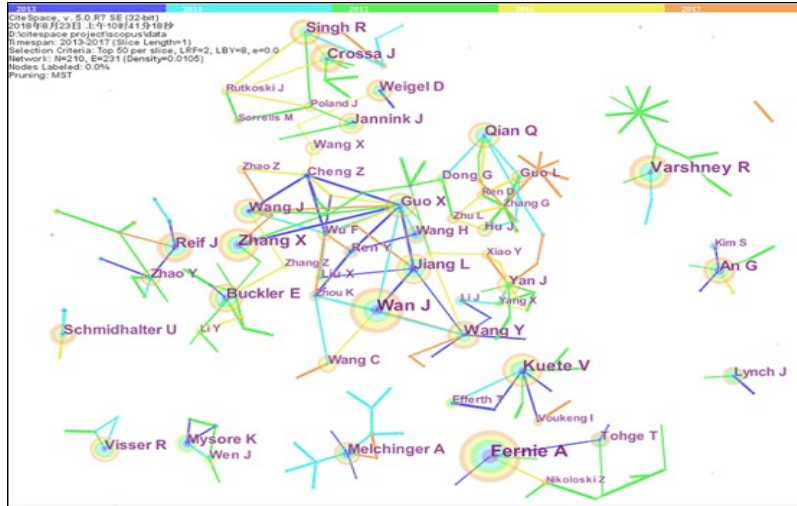 2013 2014 2015 2016 2017
CiteSpace, v. 5.0.R7 SE (32-bit)
2018年8月23日 上午10时41分18秒
D:\citespace project\scopus\data
Timespan: 2013-2017 (Slice Length=1)
Selection Criteria: Top 50 per slice, LRF=2, LBY=8, e=0.0
Network: N=210, E=231 (Density=0.0105)
Nodes Labeled: 0.0%
Pruning: MST
Singh R
Crossa J
Weigel D
Rutkoski J
Poland J
Sorrells M
Jannink J
Qian Q
Wang X
Zhao Z
Cheng Z
Dong G
Guo L
Varshney R
Ren D
Zhang G
Wang J
Guo X
Zhu L
Hu J
Wu F
Wang H
Reif J
Zhang X
Ren Y
Kim S
Xiao Y
Zhang Z
Liu X
Jiang L
An G
Zhao Y
Yan J
Buckler E
Zhou K
Li J
Yang X
Wan J
Schmidhalter U
Li Y
Wang Y
Wang C
Kuete V
Lynch J
Efferth T
Voukeng I
Visser R
Mysore K
Wen J
Melchinger A
Fernie A
Tohge T
Nikoloski Z